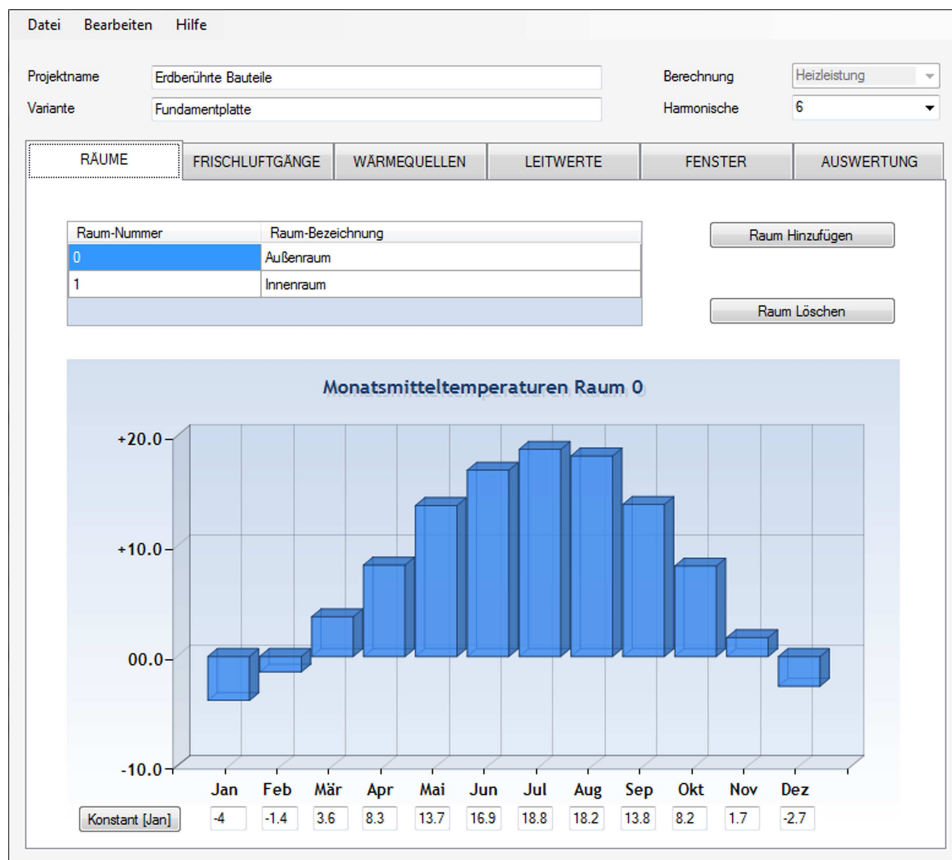 Datei Bearbeiten Hilfe
Projektname Erdberührte Bauteile Berechnung Heizleistung
Variante Fundamentplatte Harmonische 6
RÄUME FRISCHLUFTGÄNGE WÄRMEQUELLEN LEITWERTE FENSTER AUSWERTUNG
Raum-Nummer Raum-Bezeichnung Raum Hinzufügen
0 Außenraum
1 Innenraum
Raum Löschen
Monatsmitteltemperaturen Raum 0
+20.0
+10.0
00.0
-10.0
Jan Feb Mär Apr Mai Jun Jul Aug Sep Okt Nov Dez
Konstant [Jan] -4 -1.4 3.6 8.3 13.7 16.9 18.8 18.2 13.8 8.2 1.7 -2.7